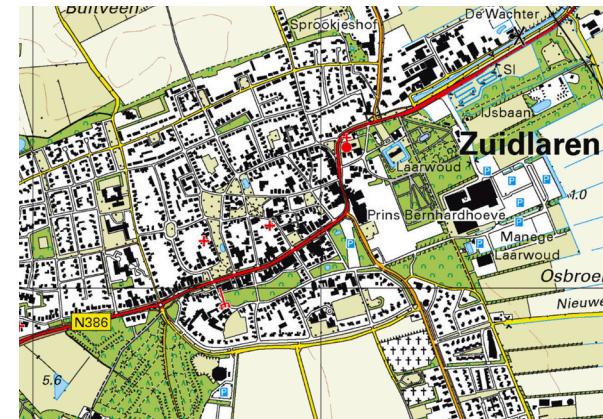 Buitveen
Sprookjeshof
De Wachter
SI
IJsbaan
Zuidlaren
Laarwoud
P
P
P
Prins Bernhardhoeve
1.0
P
P
P
P
Manege
Laarwoud
Osbroe
Nieuwe
N386
5.6
P